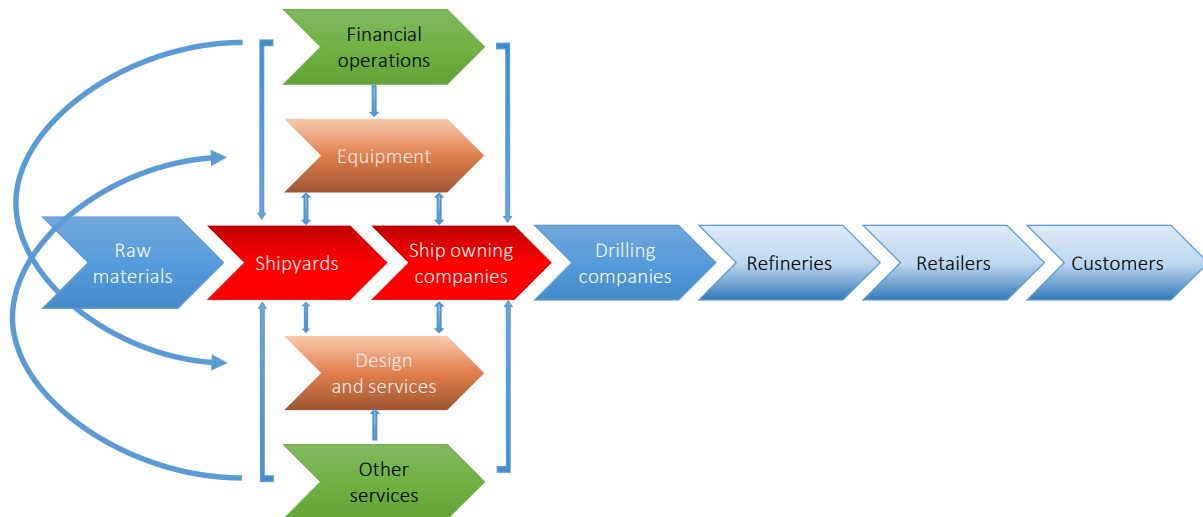 Financial
operations
Equipment
Raw
materials
Shipyards
Ship owning
companies
Drilling
companies
Refineries
Retailers
Customers
Design
and services
Other
services